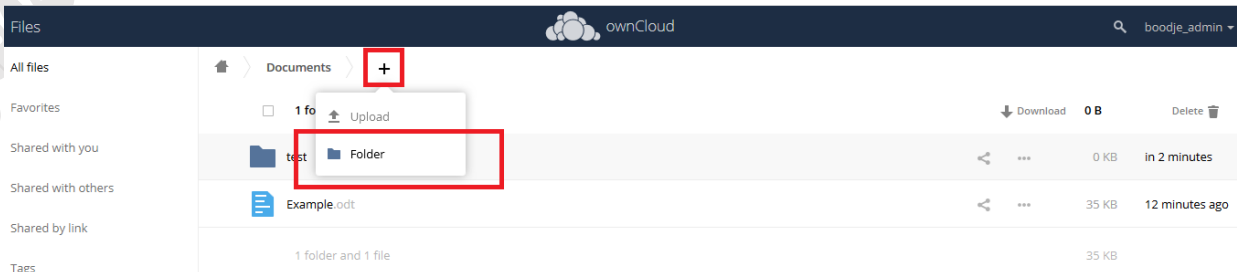 Files
ownCloud
boodje_admin
All files
Documents
+
Favorites
1 fo
Upload
Download
0 B
Delete
Shared with you
test
Folder
0 KB
in 2 minutes
Shared with others
Example.odt
35 KB
12 minutes ago
Shared by link
1 folder and 1 file
35 KB
Tags